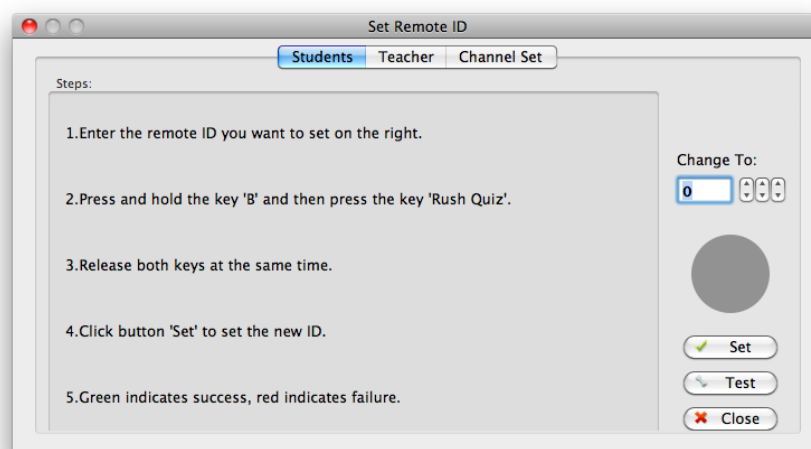 Set Remote ID
Students Teacher Channel Set
Steps:
1.Enter the remote ID you want to set on the right.
Change To:
0
2.Press and hold the key 'B' and then press the key 'Rush Quiz'.
3.Release both keys at the same time.
4.Click button 'Set' to set the new ID.
5.Green indicates success, red indicates failure.
Set
Test
Close